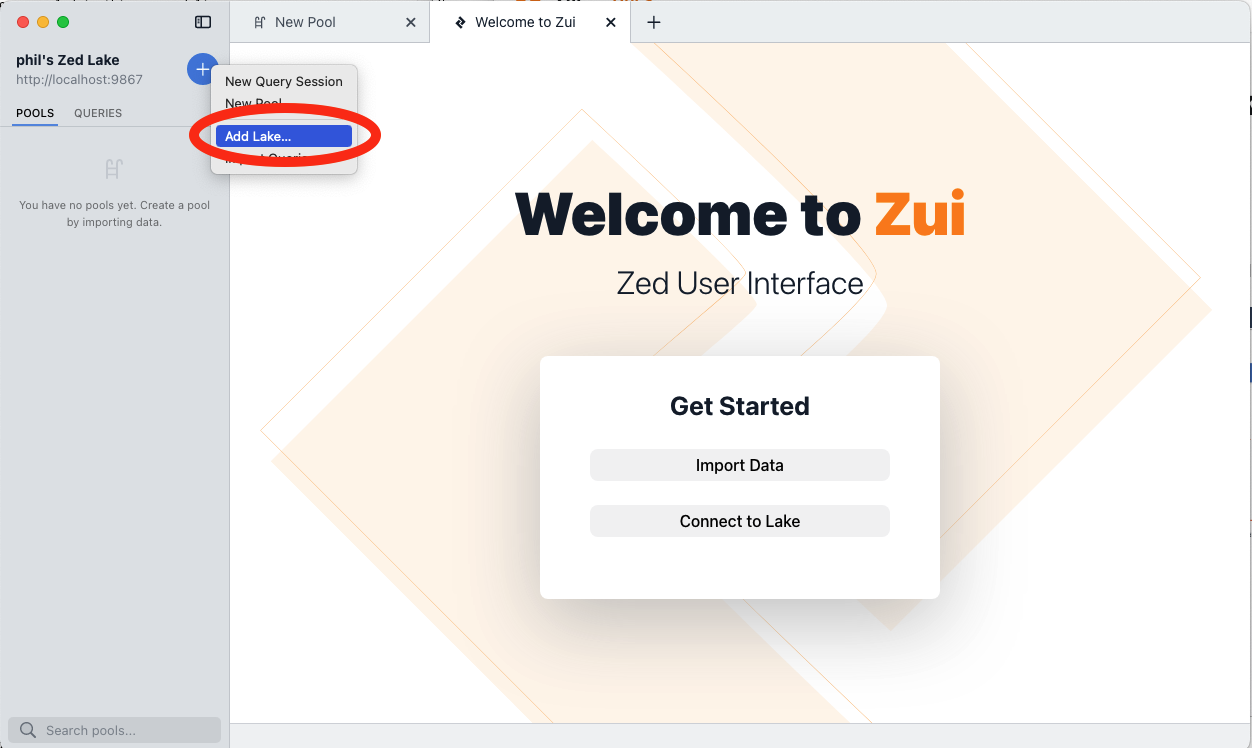 New Pool
Welcome to Zui
phil's Zed Lake
http://localhost:9867
New Query Session
New Pool
POOLS
QUERIES
Add Lake...
You have no pools yet. Create a pool
by importing data.
Welcome to Zui
Zed User Interface
Get Started
Import Data
Connect to Lake
Search pools...